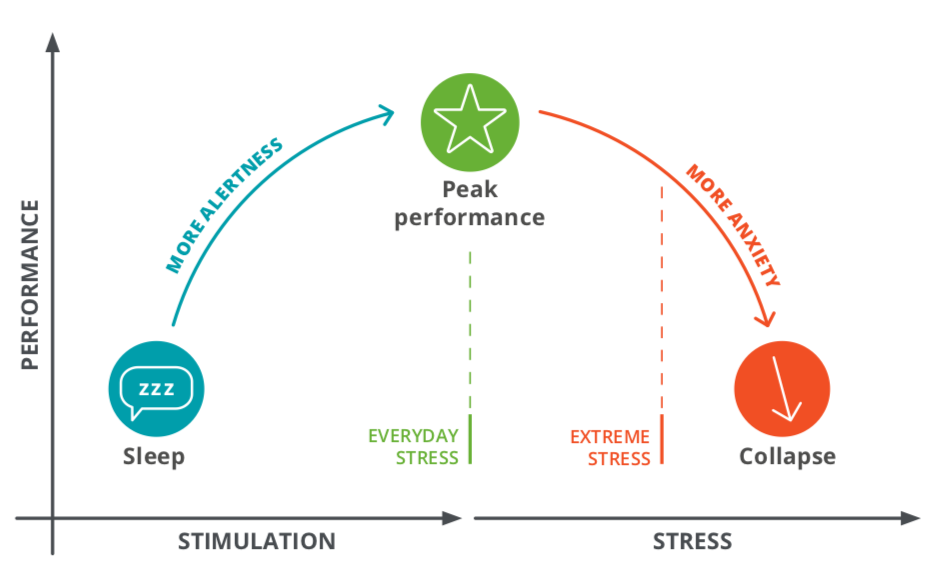 PERFORMANCE
MORE ALERTNESS
Peak
performance
MORE ANXIETY
zzz
Sleep
EVERYDAY
STRESS
EXTREME
STRESS
Collapse
STIMULATION
STRESS